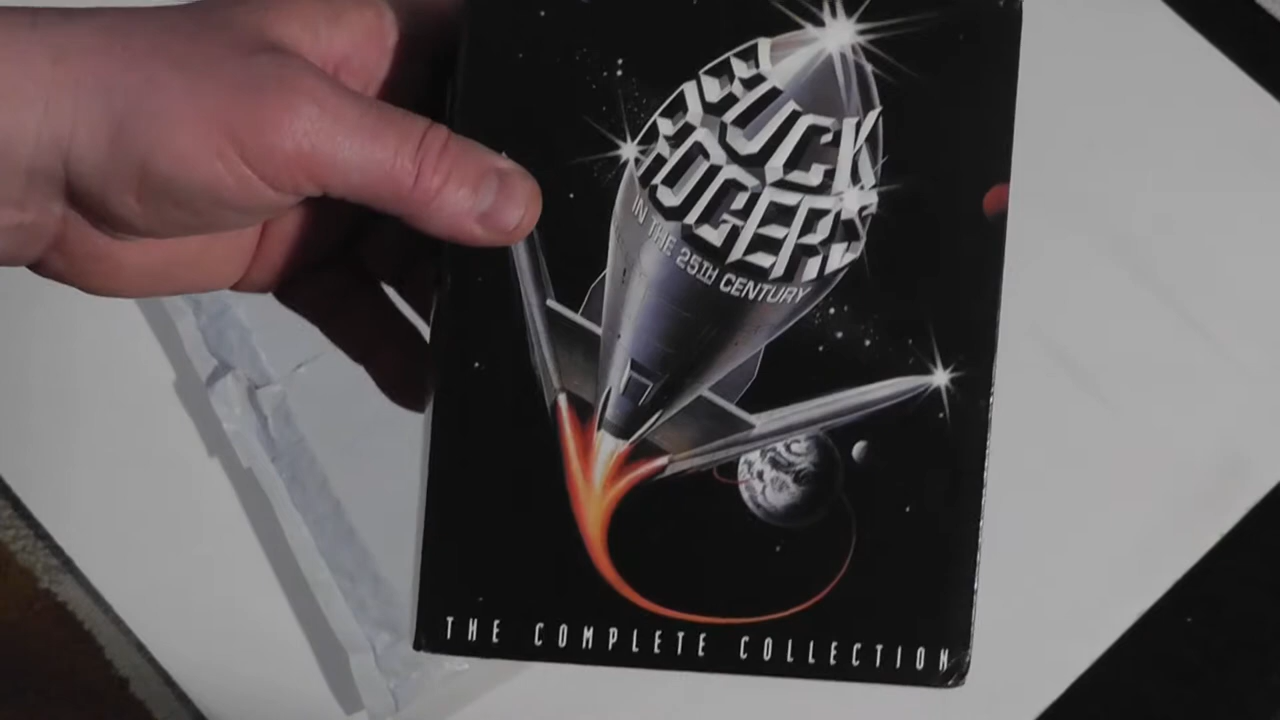 BUCK
ROGERS
IN THE 25TH CENTURY
THE COMPLETE COLLECTION